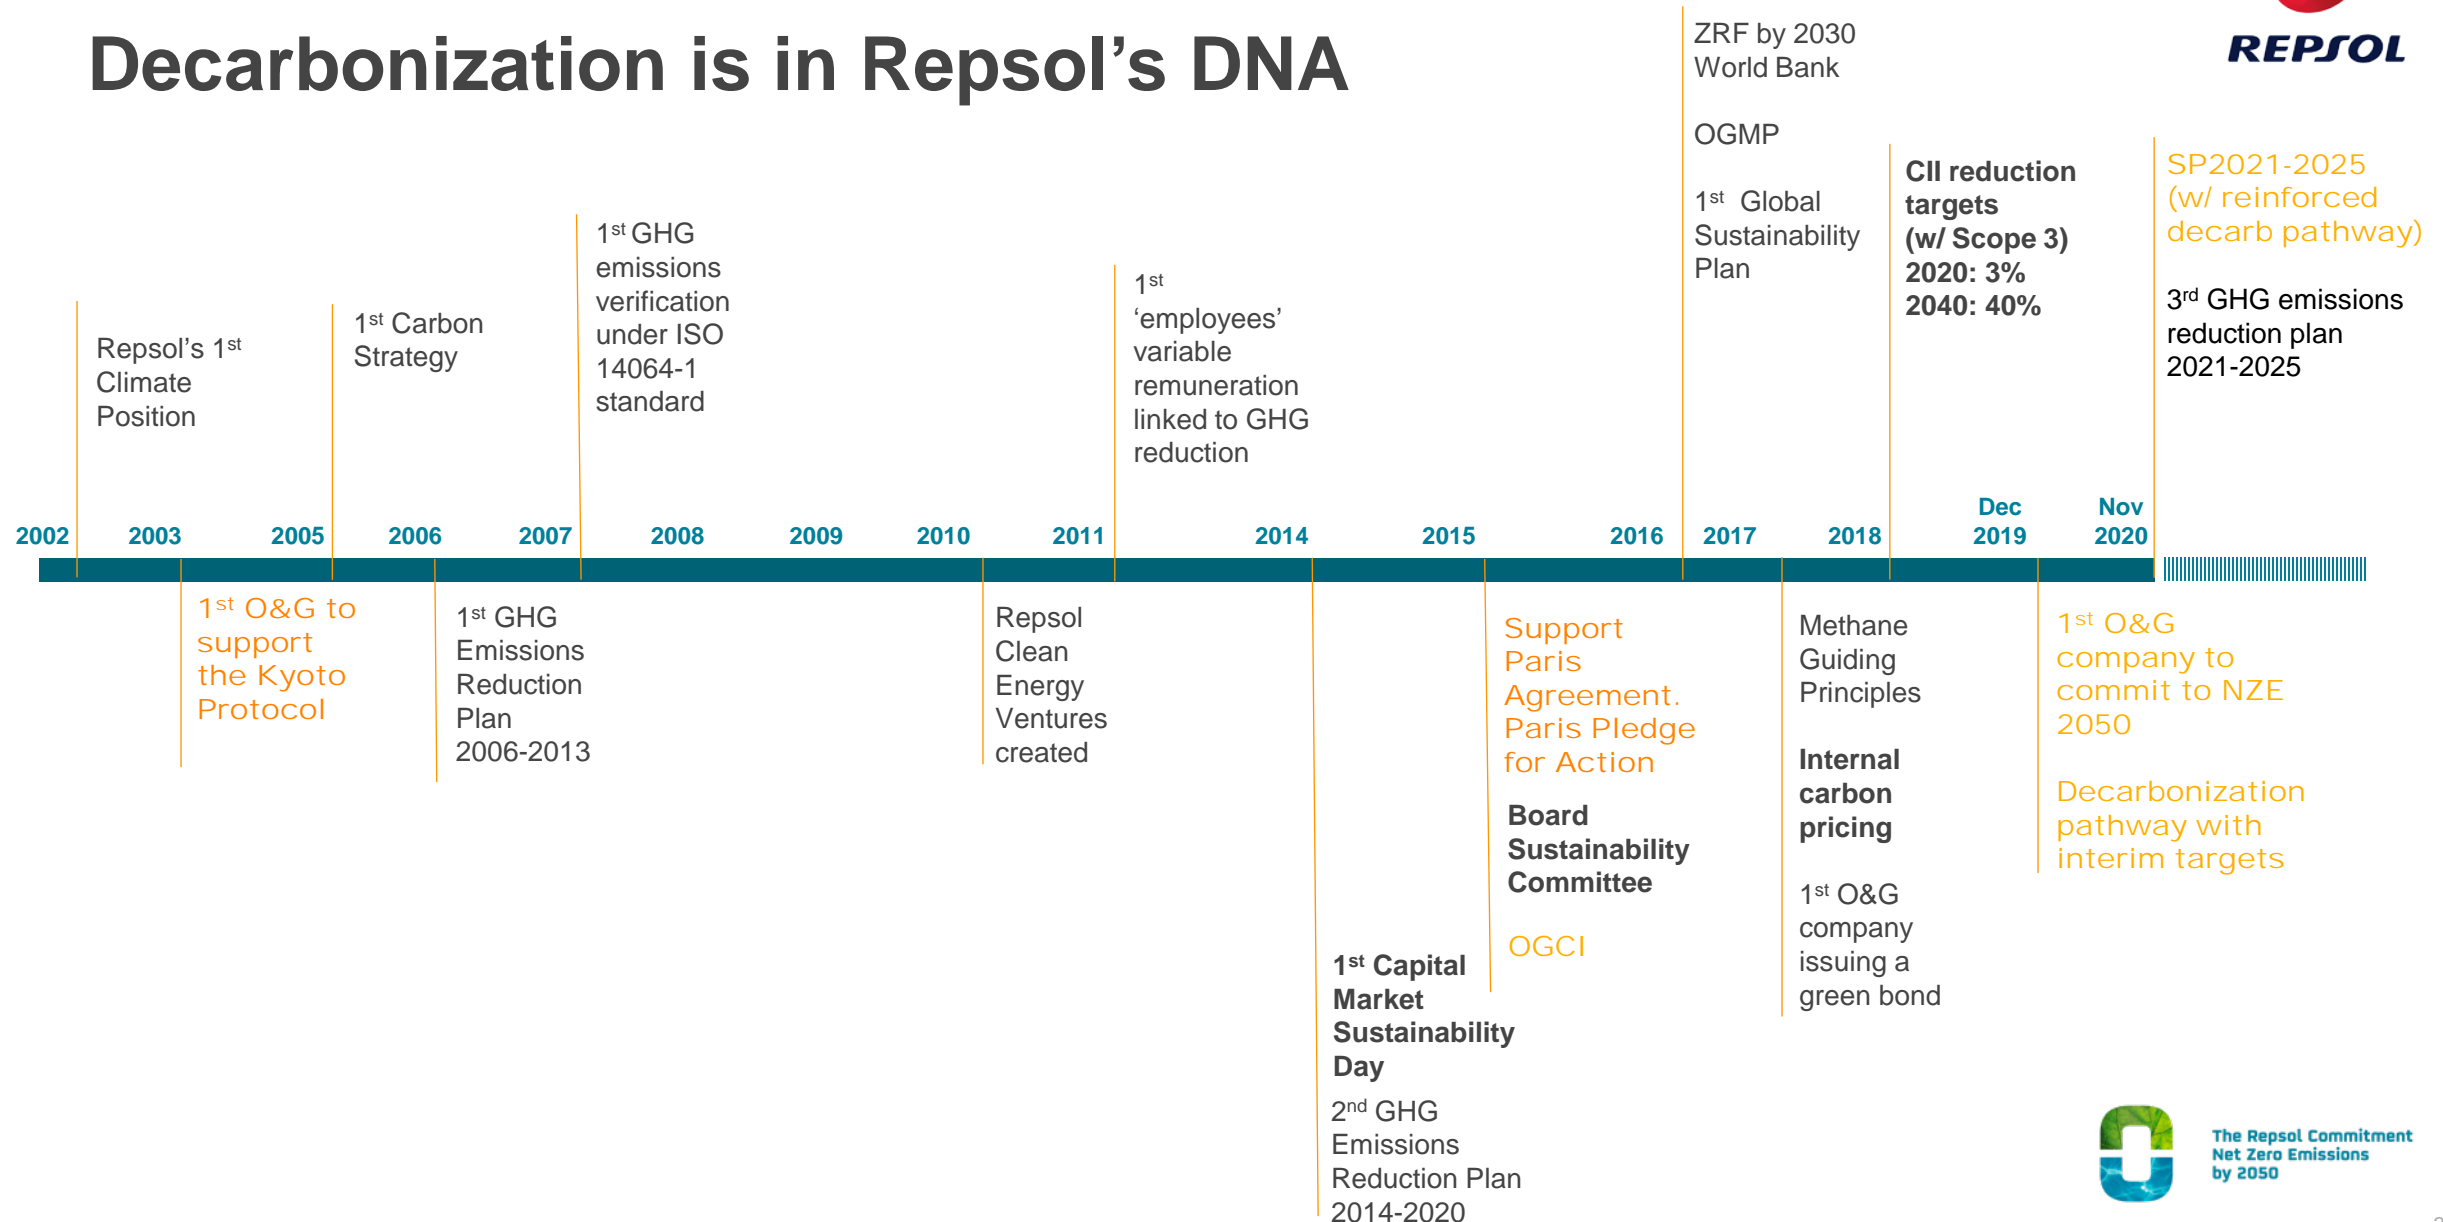 Decarbonization is in Repsol’s DNA
REPSOL
ZRF by 2030
World Bank
OGMP
1st Global
Sustainability
Plan
CII reduction
targets
(w/ Scope 3)
2020: 3%
2040: 40%
SP2021-2025
(w/ reinforced
decarb pathway)
3rd GHG emissions
reduction plan
2021-2025
Repsol’s 1st
Climate
Position
1st Carbon
Strategy
1st GHG
emissions
verification
under ISO
14064-1
standard
1st
‘employees’
variable
remuneration
linked to GHG
reduction
2002
2003
2005
2006
2007
2008
2009
2010
2011
2014
2015
2016
2017
2018
Dec
2019
Nov
2020
1st O&G to
support
the Kyoto
Protocol
1st GHG
Emissions
Reduction
Plan
2006-2013
Repsol
Clean
Energy
Ventures
created
1st Capital
Market
Sustainability
Day
2nd GHG
Emissions
Reduction Plan
2014-2020
Support
Paris
Agreement.
Paris Pledge
for Action
Board
Sustainability
Committee
OGCI
Methane
Guiding
Principles
Internal
carbon
pricing
1st O&G
company
issuing a
green bond
1st O&G
company to
commit to NZE
2050
Decarbonization
pathway with
interim targets
The Repsol Commitment
Net Zero Emissions
by 2050